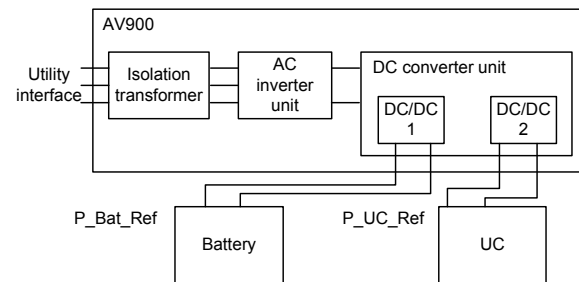 AV900
Utility
interface
Isolation
transformer
AC
inverter
unit
DC converter unit
DC/DC
1
DC/DC
2
P_Bat_Ref
Battery
P_UC_Ref
UC